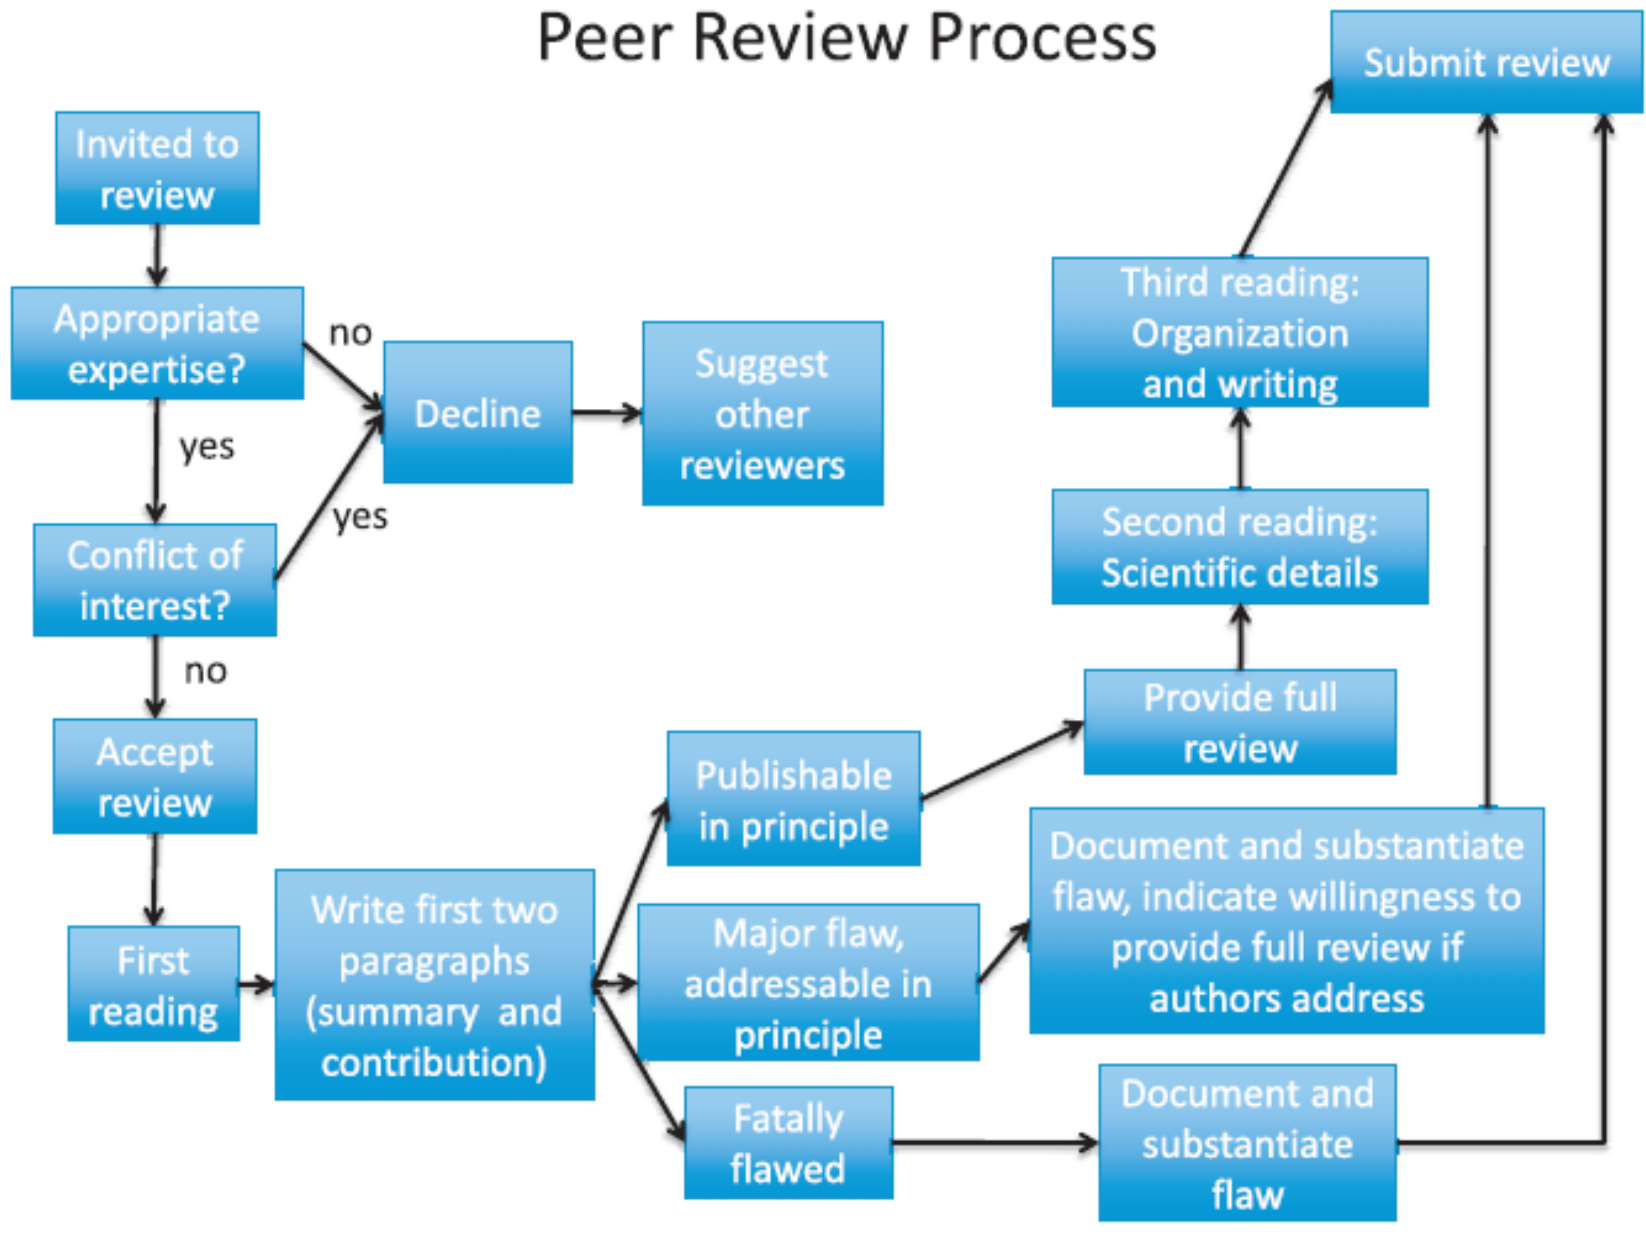 Peer Review Process
Invited to
review
Appropriate
expertise?
no
yes
Decline
Suggest
other
reviewers
Conflict of
interest?
yes
no
Accept
review
First
reading
Write first two
paragraphs
(summary and
contribution)
Publishable
in principle
Provide full
review
Second reading:
Scientific details
Third reading:
Organization
and writing
Submit review
Major flaw,
addressable in
principle
Document and substantiate
flaw, indicate willingness to
provide full review if
authors address
Fatally
flawed
Document and
substantiate
flaw